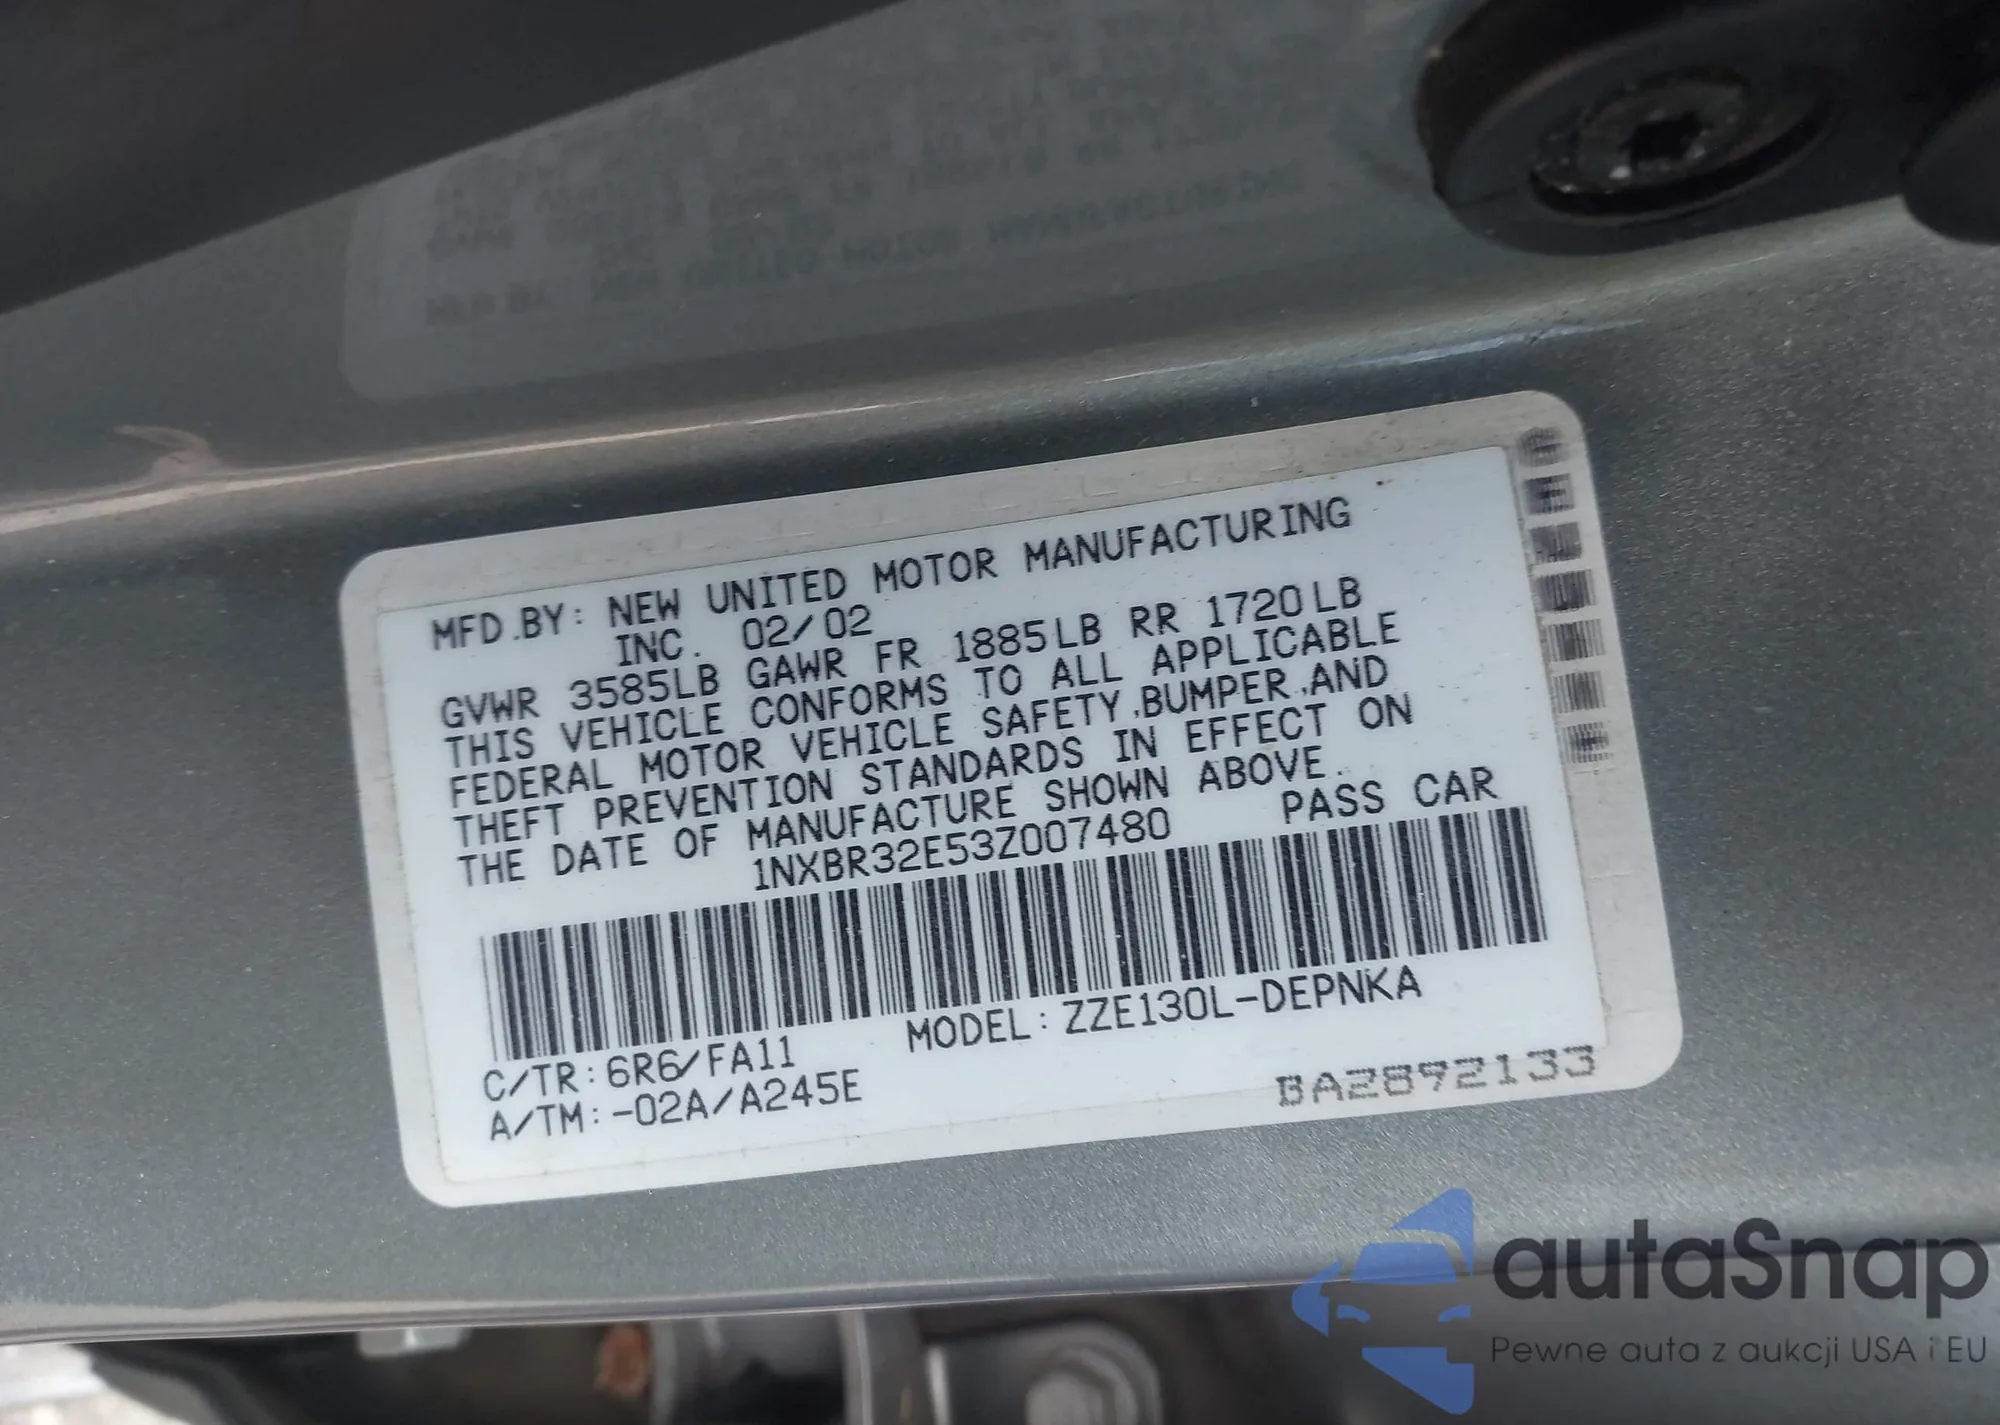 MFD.BY: NEW UNITED MOTOR MANUFACTURING
INC. 02/02
GVWR 3585LB GAWR FR 1885LB RR 1720LB
THIS VEHICLE CONFORMS TO ALL APPLICABLE
FEDERAL MOTOR VEHICLE SAFETY,BUMPER,AND
THEFT PREVENTION STANDARDS IN EFFECT ON
THE DATE OF MANUFACTURE SHOWN ABOVE.
1NXBR32E53Z007480 PASS CAR
C/TR:6R6/FA11 MODEL:ZZE130L-DEPNKA
A/TM:-02A/A245E
BA2892133
autaSnap
Pewne auta z aukcji USA i EU